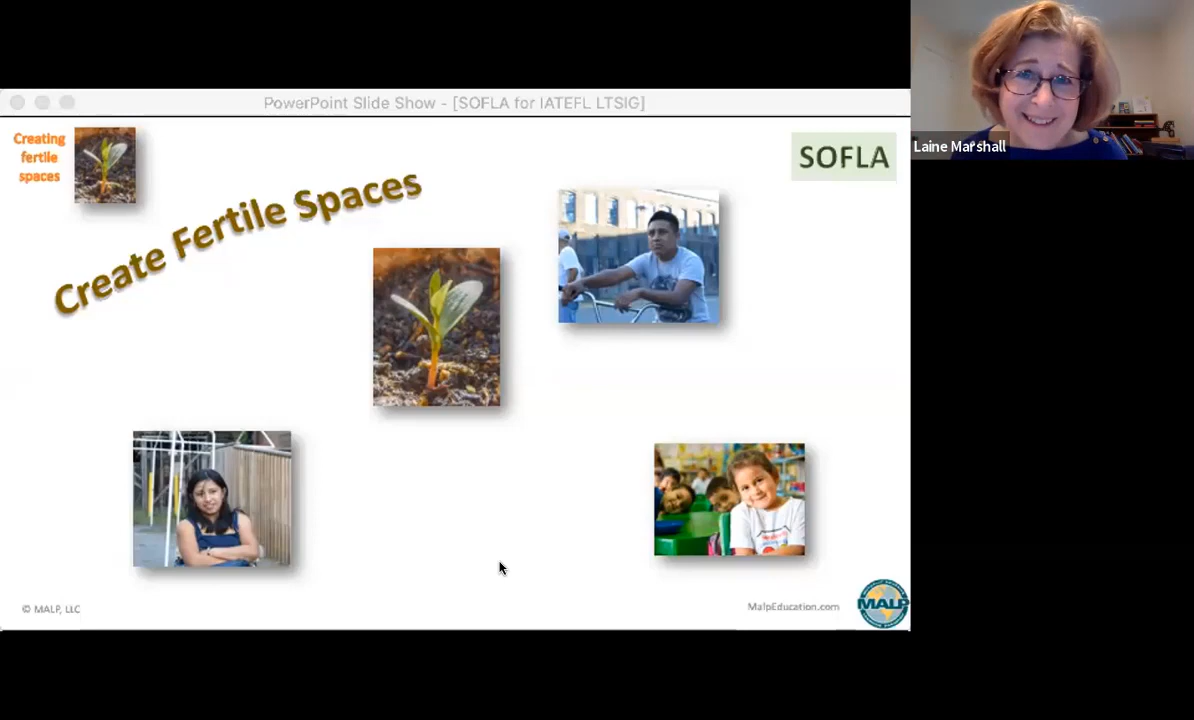 PowerPoint Slide Show - [SOFLA for IATEFL LTSIG]
Creating
fertile
spaces
SOFLA
Create Fertile Spaces
Laine Marshall
© MALP, LLC
MalpEducation.com
MALP